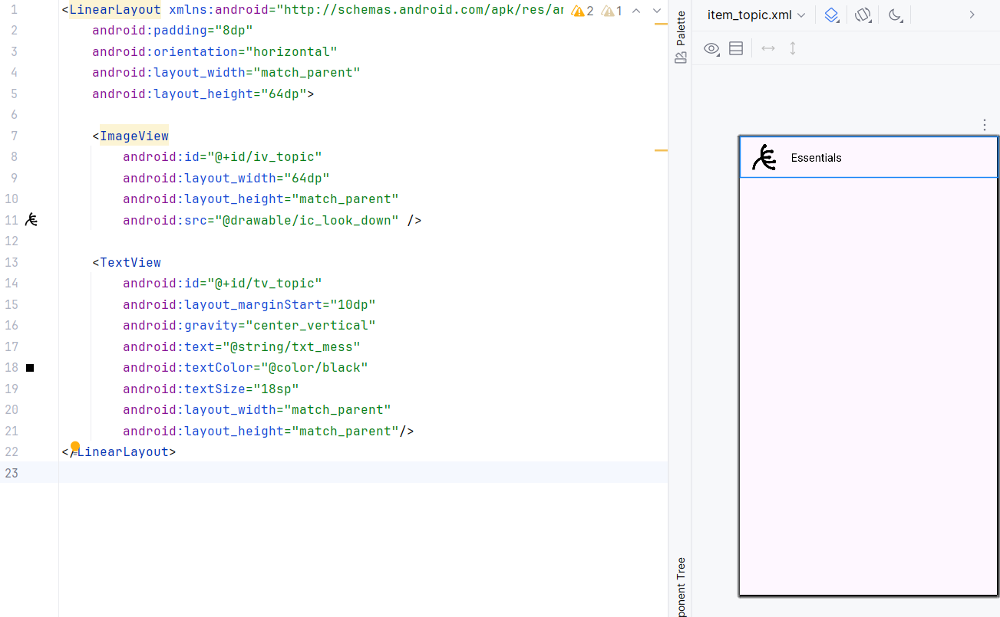 1 <LinearLayout xmlns:android="http://schemas.android.com/apk/res/ar 2 1
2 android:padding="8dp"
3 android:orientation="horizontal"
4 android:layout_width="match_parent"
5 android:layout_height="64dp">
6
7 <ImageView
8 android:id="@+id/iv_topic"
9 android:layout_width="64dp"
10 android:layout_height="match_parent"
11 android:src="@drawable/ic_look_down" />
12
13 <TextView
14 android:id="@+id/tv_topic"
15 android:layout_marginStart="10dp"
16 android:gravity="center_vertical"
17 android:text="@string/txt_mess"
18 android:textColor="@color/black"
19 android:textSize="18sp"
20 android:layout_width="match_parent"
21 android:layout_height="match_parent"/>
22 </LinearLayout>
23
Palette
ponent Tree
item_topic.xml
Essentials